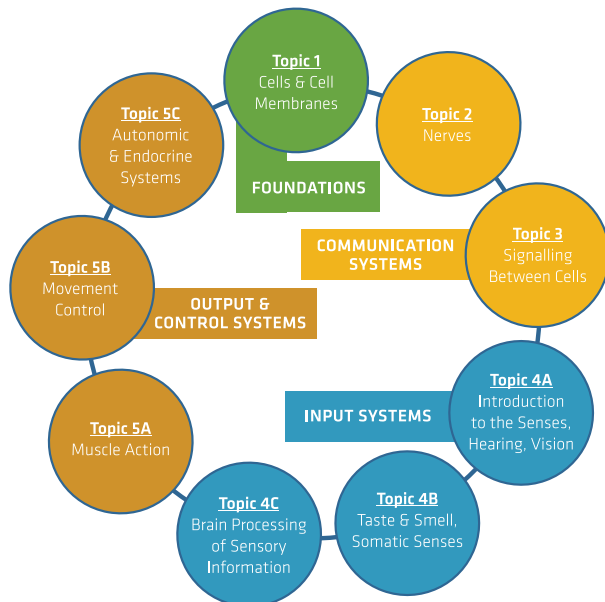 Topic 1
Cells & Cell
Membranes
Topic 2
Nerves
Topic 3
Signalling
Between Cells
Topic 4A
Introduction
to the Senses,
Hearing, Vision
Topic 4B
Taste & Smell,
Somatic Senses
Topic 4C
Brain Processing
of Sensory
Information
Topic 5A
Muscle Action
Topic 5B
Movement
Control
Topic 5C
Autonomic
& Endocrine
Systems
FOUNDATIONS
COMMUNICATION
SYSTEMS
INPUT SYSTEMS
OUTPUT &
CONTROL SYSTEMS